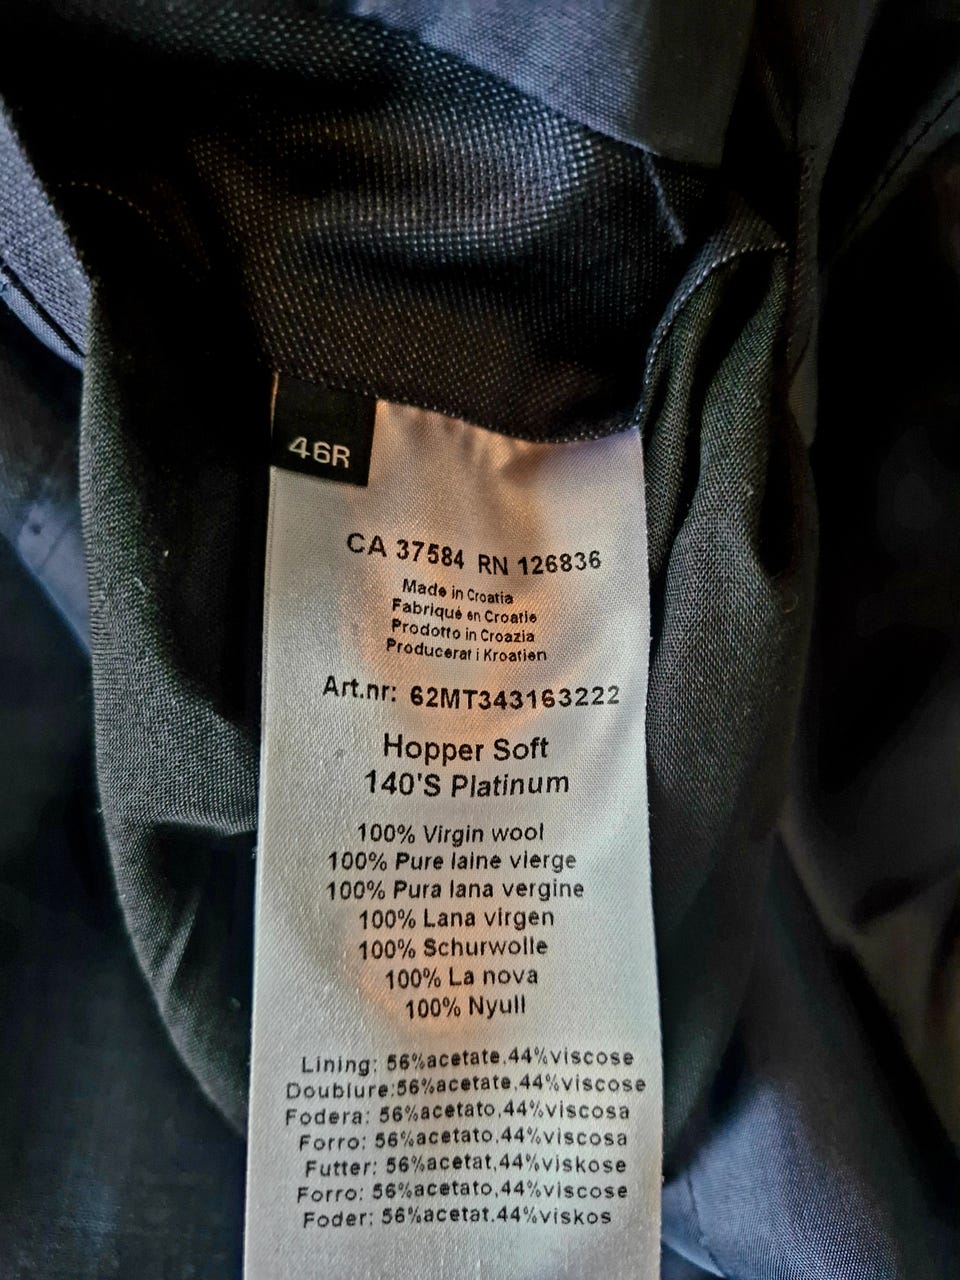 46R
CA 37584 RN 126836
Made in Croatia
Fabriqué en Croatie
Prodotto in Croazia
Producerat i Kroatien
Art.nr: 62MT343163222
Hopper Soft
140'S Platinum
100% Virgin wool
100% Pure laine vierge
100% Pura lana vergine
100% Lana virgen
100% Schurwolle
100% La nova
100% Nyull
Lining: 56%acetate,44%viscose
Doublure:56%acetate,44%viscose
Fodera: 56%acetato,44%viscosa
Forro: 56%acetato,44%viscosa
Futter: 56%acetat,44%viskose
Forro: 56%acetato,44%viscose
Foder: 56%acetat.44%viskos